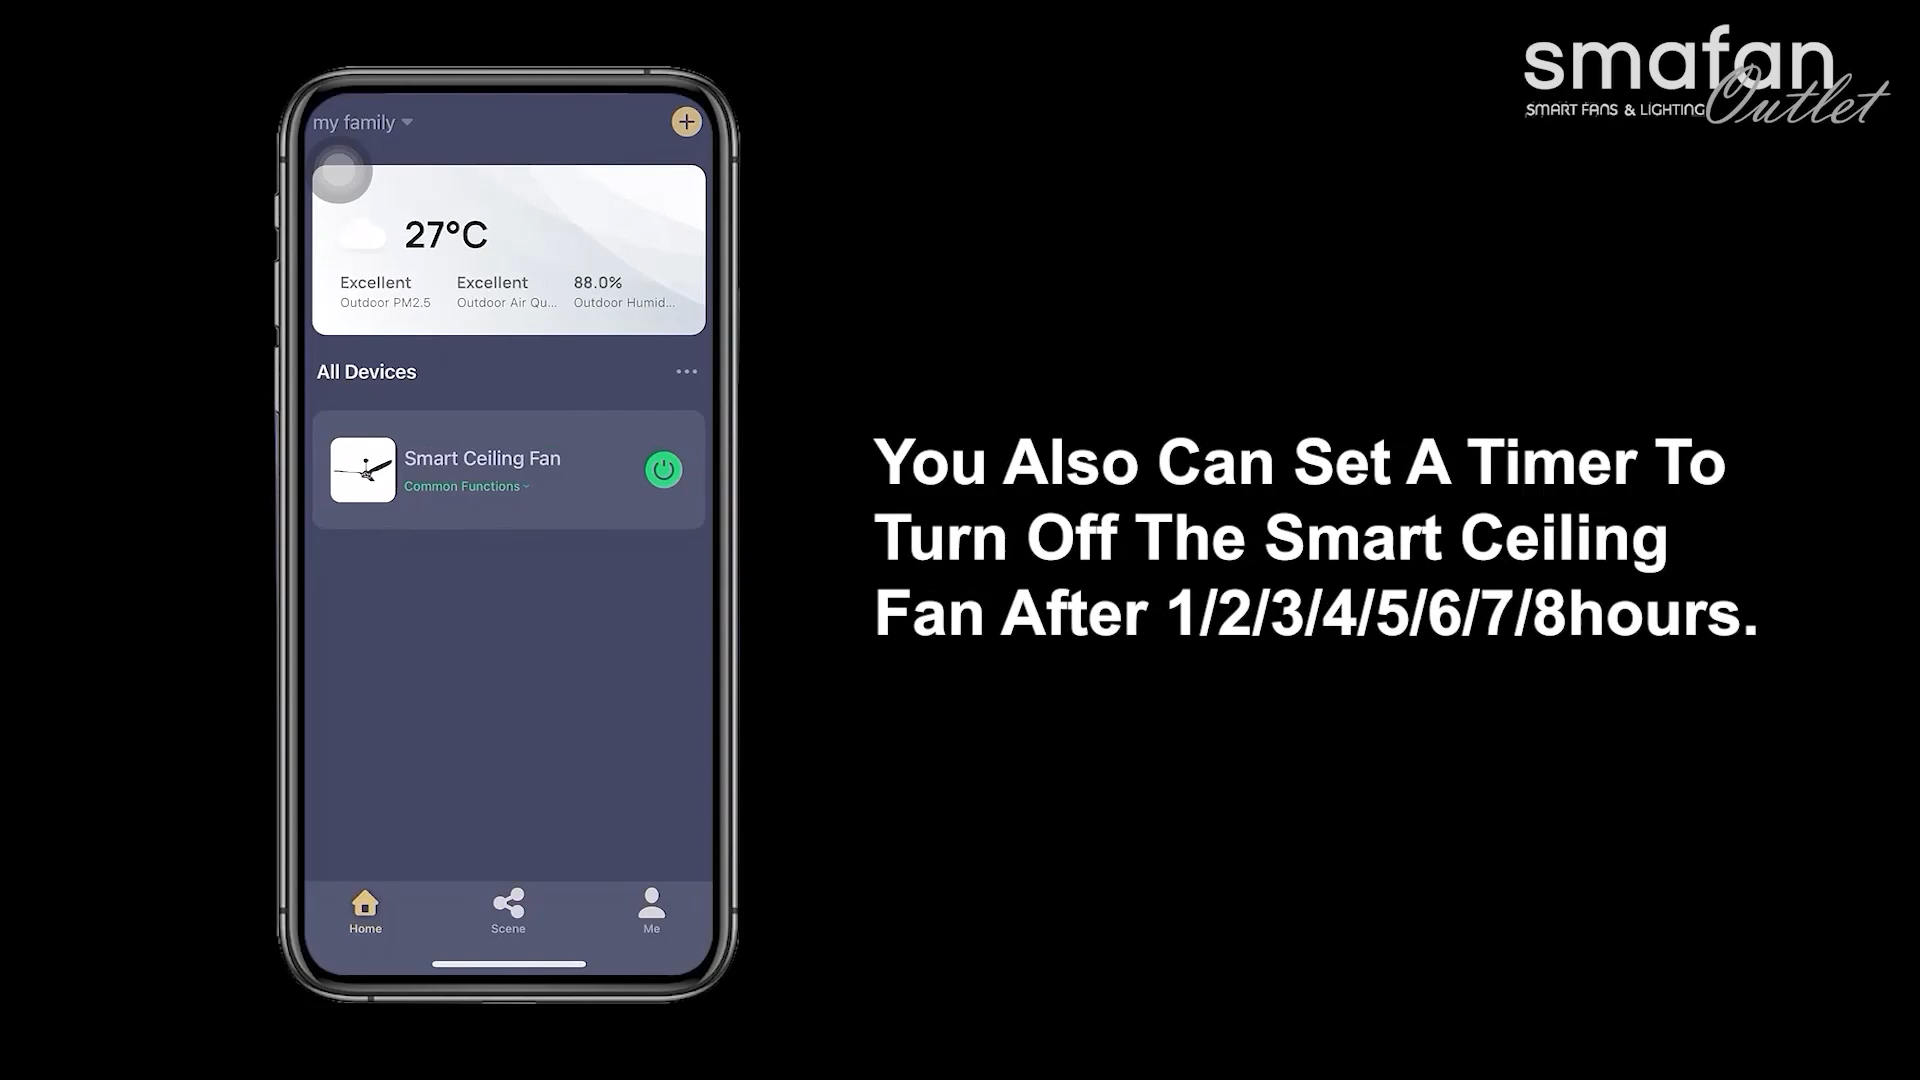 smafan
Outlet
SMART FANS & LIGHTING
my family
27°C
Excellent
Outdoor PM2.5
Excellent
Outdoor Air Qu...
88.0%
Outdoor Humid...
All Devices
Smart Ceiling Fan
Common Functions
Home
Scene
Me
You Also Can Set A Timer To
Turn Off The Smart Ceiling
Fan After 1/2/3/4/5/6/7/8hours.